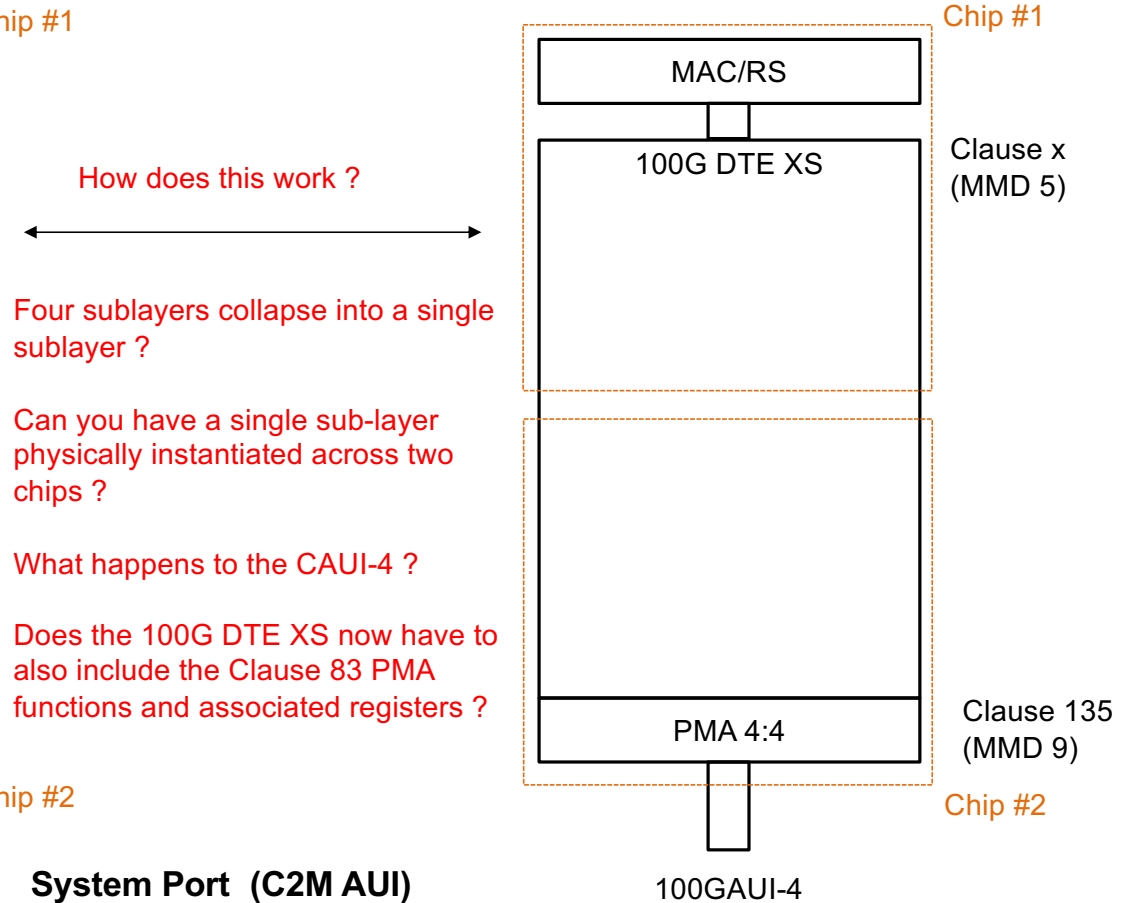 hip #1
Chip #1
MAC/RS
100G DTE XS
Clause x
(MMD 5)
How does this work ?
Four sublayers collapse into a single
sublayer ?
Can you have a single sub-layer
physically instantiated across two
chips ?
What happens to the CAUI-4 ?
Does the 100G DTE XS now have to
also include the Clause 83 PMA
functions and associated registers ?
PMA 4:4
Clause 135
(MMD 9)
hip #2
Chip #2
System Port (C2M AUI)
100GAUI-4